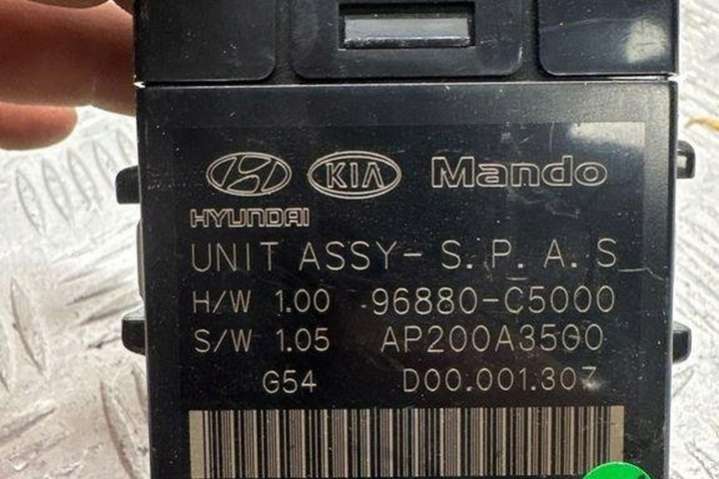 KIA Mando
HYUNDAI
UNIT ASSY- S. P. A. S
H/W 1.00 96880-C5000
S/W 1.05 AP200A3500
G54 D00.001.307